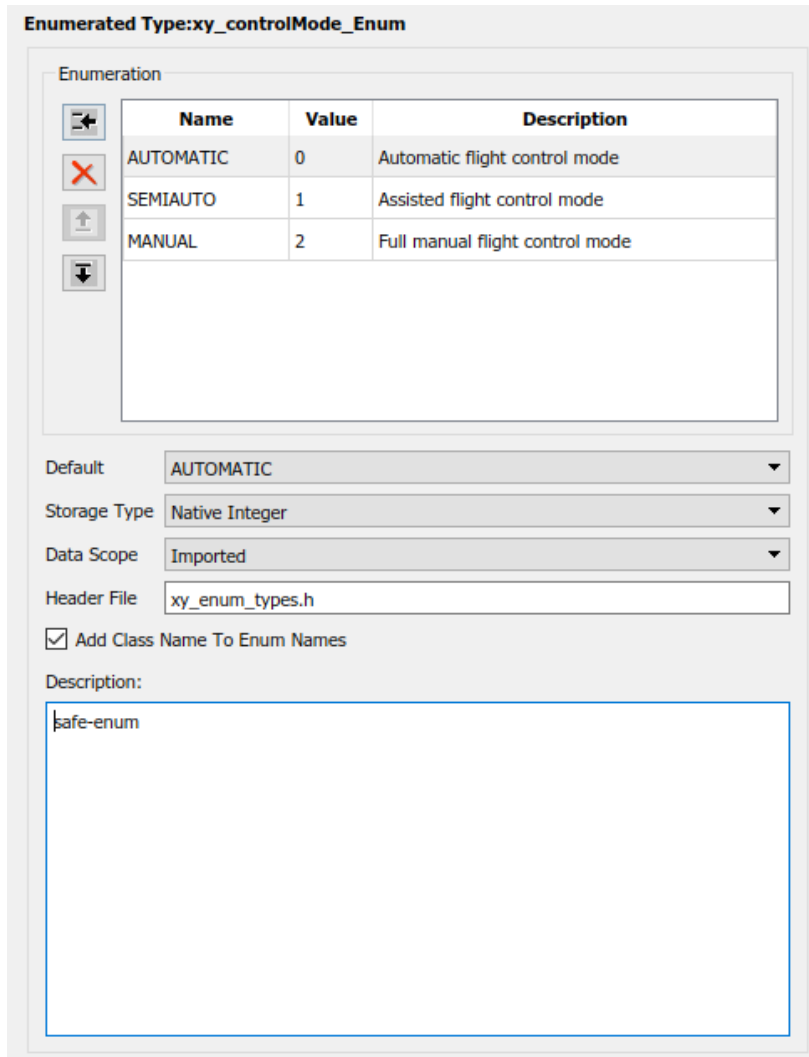 Enumerated Type:xy_controlMode_Enum
Enumeration
Name Value Description
AUTOMATIC 0 Automatic flight control mode
SEMIAUTO 1 Assisted flight control mode
MANUAL 2 Full manual flight control mode
Default AUTOMATIC
Storage Type Native Integer
Data Scope Imported
Header File xy_enum_types.h
Add Class Name To Enum Names
Description:
safe-enum